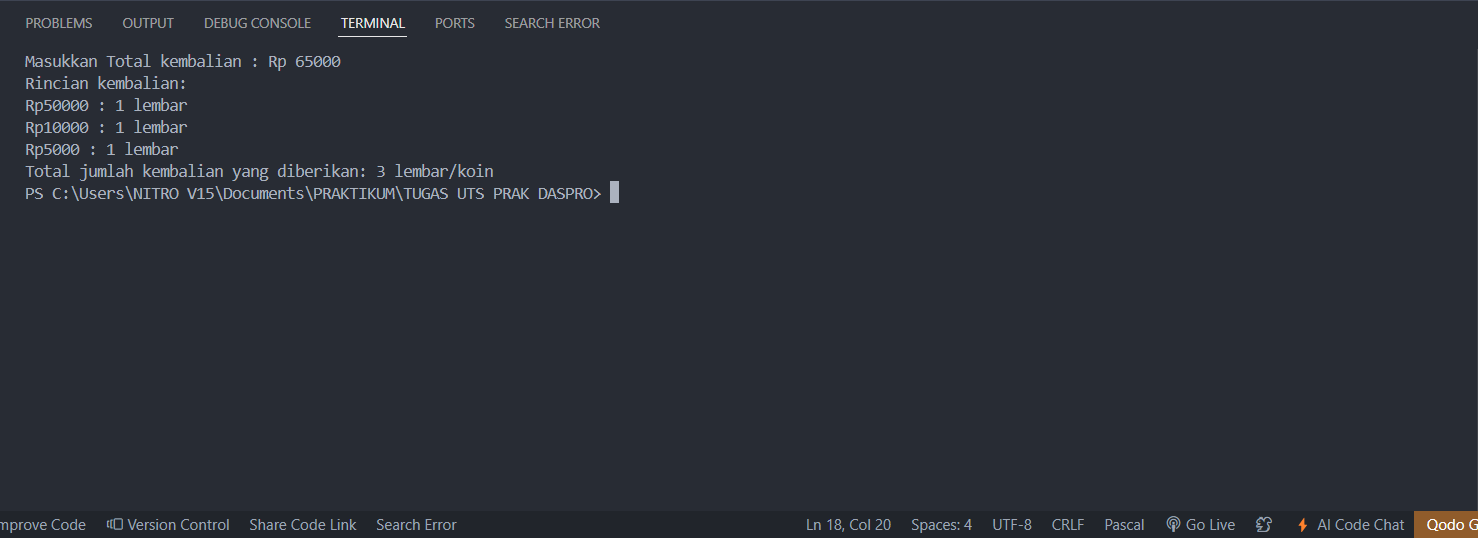 PROBLEMS OUTPUT DEBUG CONSOLE TERMINAL PORTS SEARCH ERROR
Masukkan Total kembalian : Rp 65000
Rincian kembalian:
Rp50000 : 1 lembar
Rp10000 : 1 lembar
Rp5000 : 1 lembar
Total jumlah kembalian yang diberikan: 3 lembar/koin
PS C:\Users\NITRO V15\Documents\PRAKTIKUM\TUGAS UTS PRAK DASPRO>
mprove Code Version Control Share Code Link Search Error Ln 18, Col 20 Spaces: 4 UTF-8 CRLF Pascal Go Live AI Code Chat Qodo G